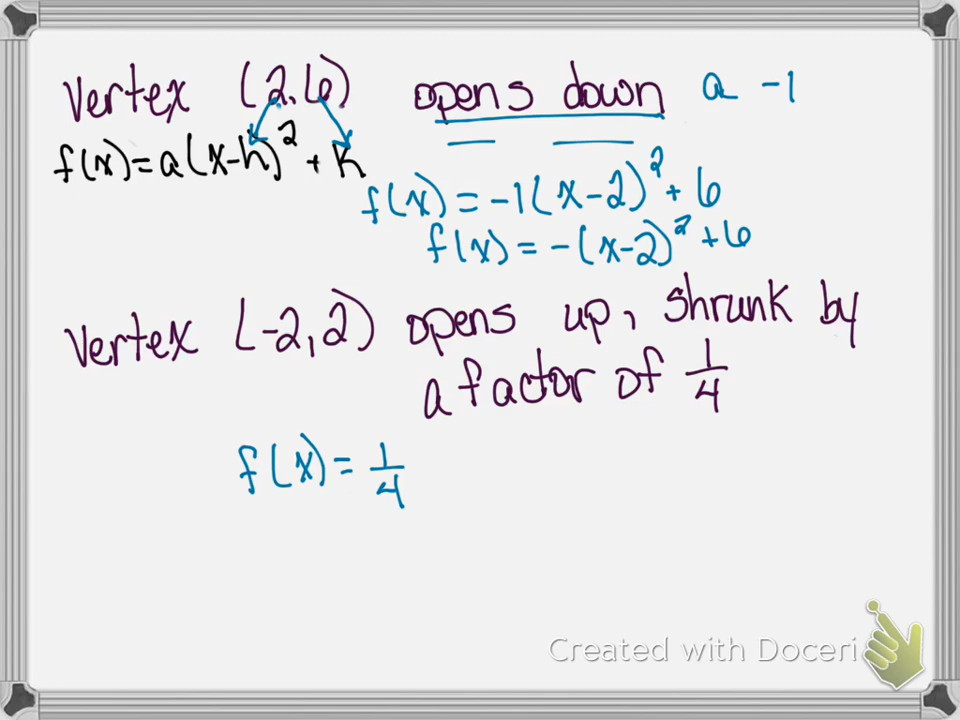 Vertex (2,6) opens down a -1
f(x)=a(x-h)² + k
f(x) = -1(x-2)² + 6
f(x) = -(x-2)² +6
Vertex (-2,2) opens up, shrunk by
a factor of 1/4
f(x) = 1/4
Created with Doceri